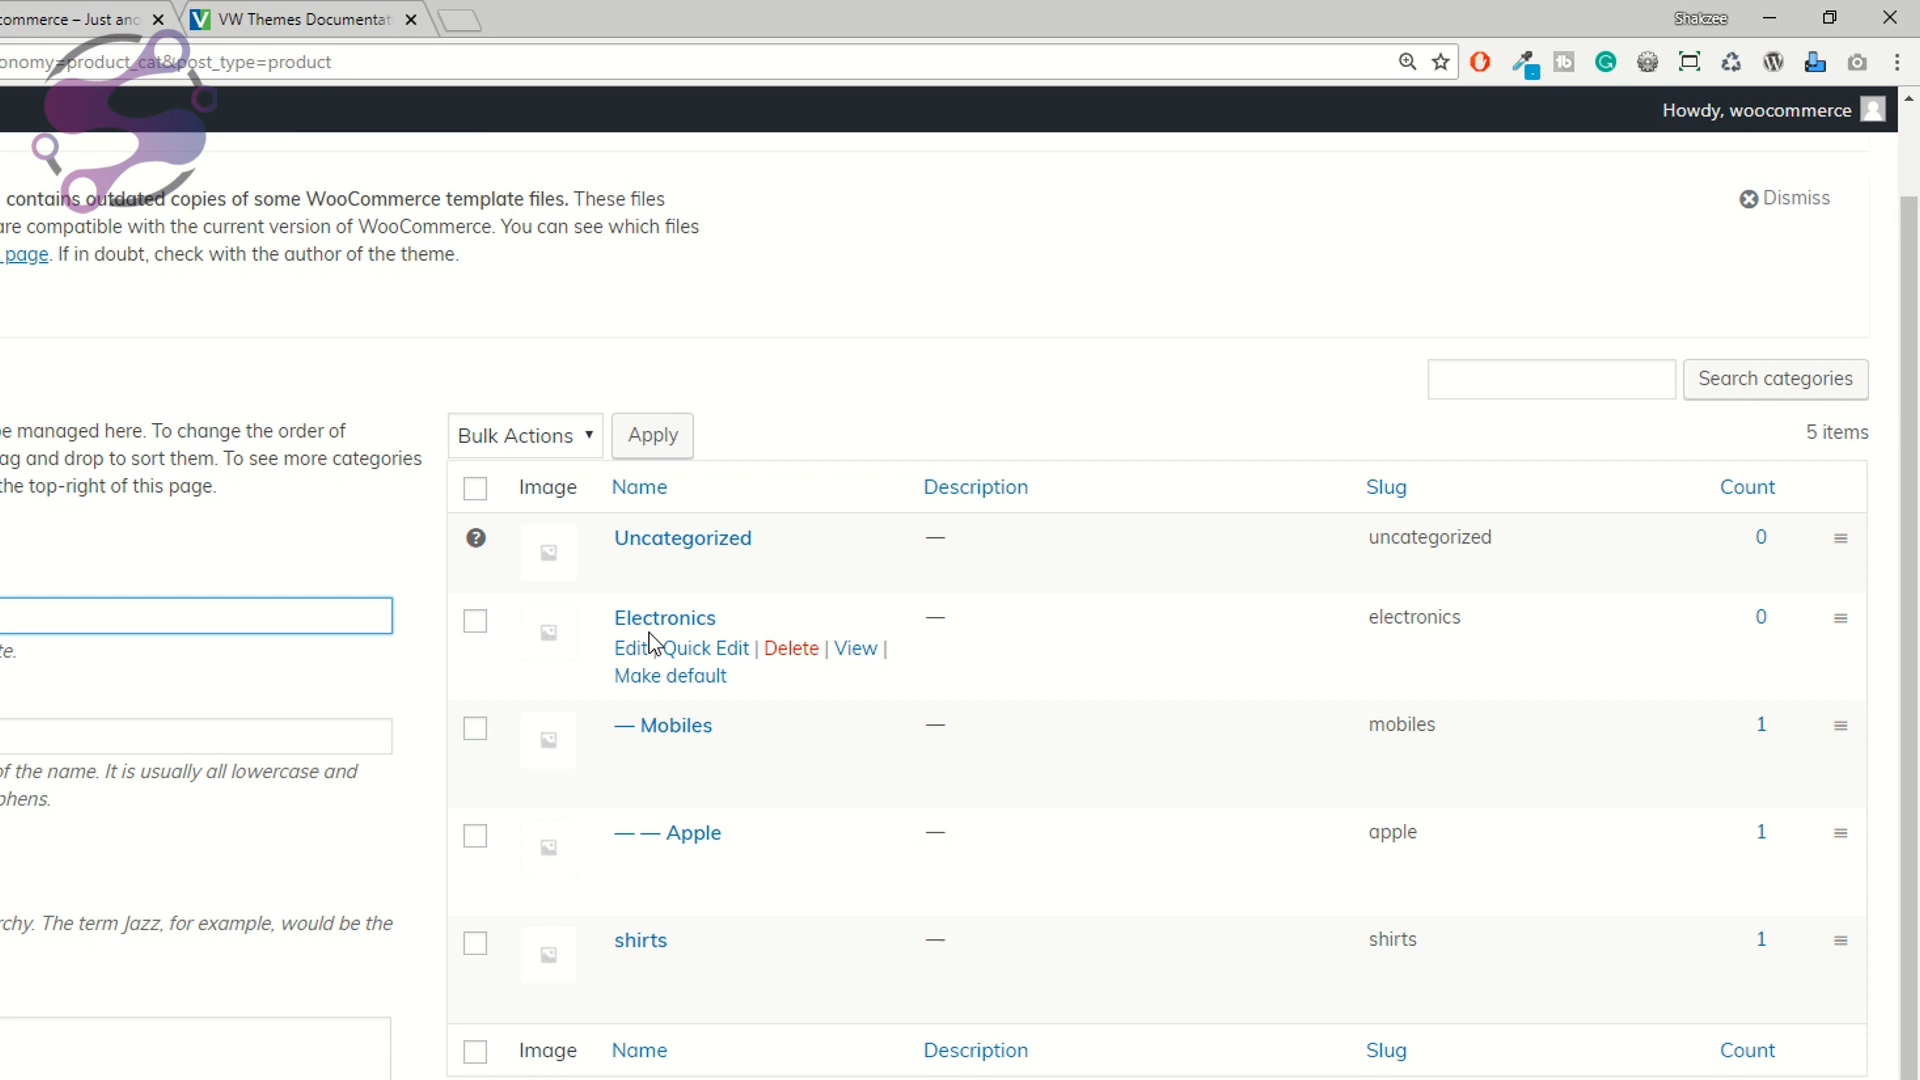 commerce – Just and
VW Themes Documentat
Shakzee
onomy=product_cat&post_type=product
Howdy, woocommerce
contains outdated copies of some WooCommerce template files. These files
are compatible with the current version of WooCommerce. You can see which files
page. If in doubt, check with the author of the theme.
Dismiss
Search categories
be managed here. To change the order of
ag and drop to sort them. To see more categories
the top-right of this page.
Bulk Actions
Apply
5 items
Image Name Description Slug Count
Uncategorized — uncategorized 0
Electronics — electronics 0
Edit | Quick Edit | Delete | View |
Make default
te.
— Mobiles — mobiles 1
of the name. It is usually all lowercase and
phens.
— — Apple — apple 1
rchy. The term Jazz, for example, would be the
shirts — shirts 1
Image Name Description Slug Count